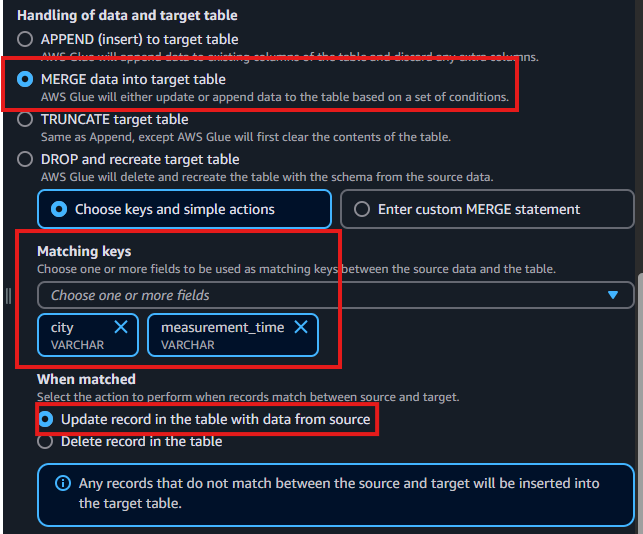 Handling of data and target table
APPEND (insert) to target table
AWS Glue will append data to existing columns of the table and discard any extra columns.
MERGE data into target table
AWS Glue will either update or append data to the table based on a set of conditions.
TRUNCATE target table
Same as Append, except AWS Glue will first clear the contents of the table.
DROP and recreate target table
AWS Glue will delete and recreate the table with the schema from the source data.
Choose keys and simple actions
Enter custom MERGE statement
Matching keys
Choose one or more fields to be used as matching keys between the source data and the table.
Choose one or more fields
city
VARCHAR
measurement_time
VARCHAR
When matched
Select the action to perform when records match between source and target.
Update record in the table with data from source
Delete record in the table
Any records that do not match between the source and target will be inserted into
the target table.